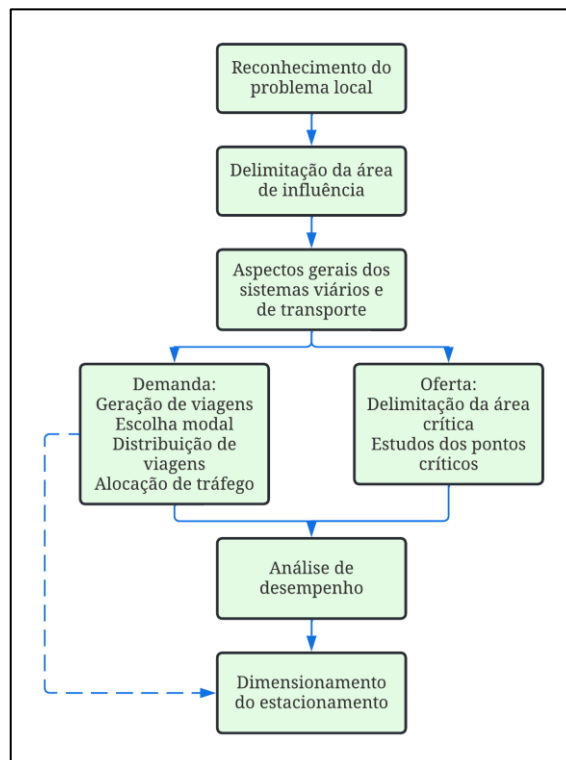 Reconhecimento do
problema local
Delimitação da área
de influência
Aspectos gerais dos
sistemas viários e
de transporte
Demanda:
Geração de viagens
Escolha modal
Distribuição de
viagens
Alocação de tráfego
Oferta:
Delimitação da área
crítica
Estudos dos pontos
críticos
Análise de
desempenho
Dimensionamento
do estacionamento